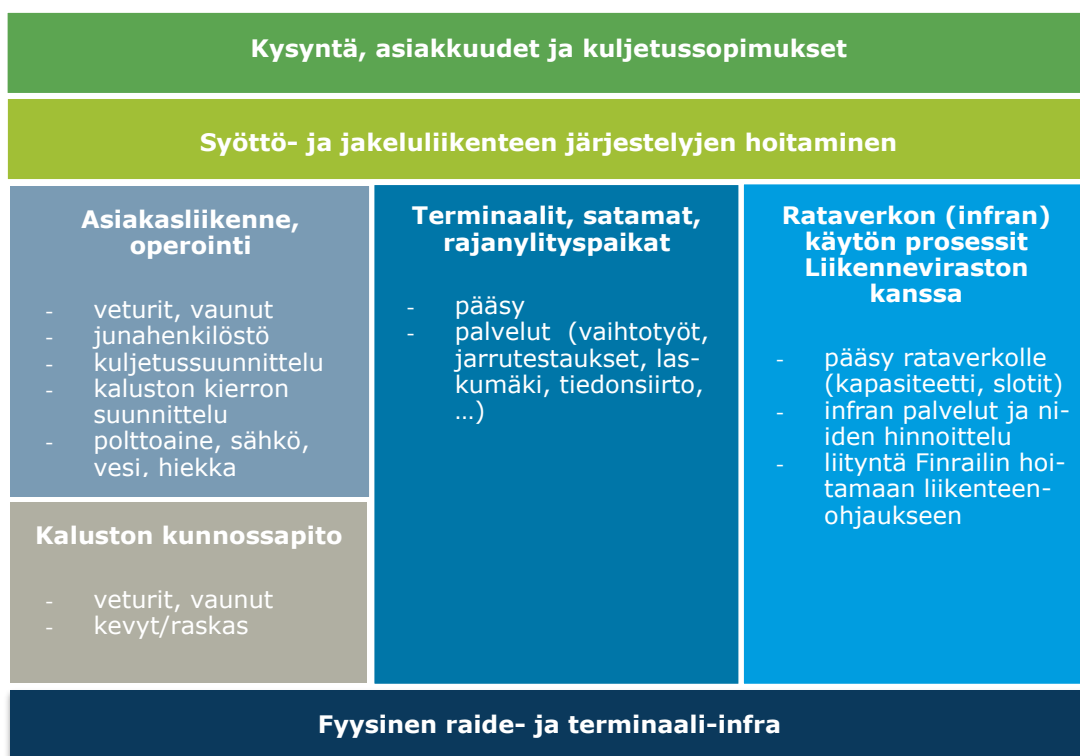 Kysyntä, asiakkuudet ja kuljetussopimukset
Syöttö- ja jakeluliikenteen järjestelyjen hoitaminen
Asiakasliikenne,
operointi
- veturit, vaunut
- junahenkilöstö
- kuljetussuunnittelu
- kaluston kierron
suunnittelu
- polttoaine, sähkö,
vesi, hiekka
Kaluston kunnossapito
- veturit, vaunut
- kevyt/raskas
Terminaalit, satamat,
rajanylityspaikat
- pääsy
- palvelut (vaihtotyöt,
jarrutestaukset, las-
kumäki, tiedonsiirto,
...)
Rataverkon (infran)
käytön prosessit
Liikenneviraston
kanssa
- pääsy rataverkolle
(kapasiteetti, slotit)
- infran palvelut ja ni-
iden hinnoittelu
- liityntä Finrailin hoi-
tamaan liikenteen-
ohjaukseen
Fyysinen raide- ja terminaali-infra